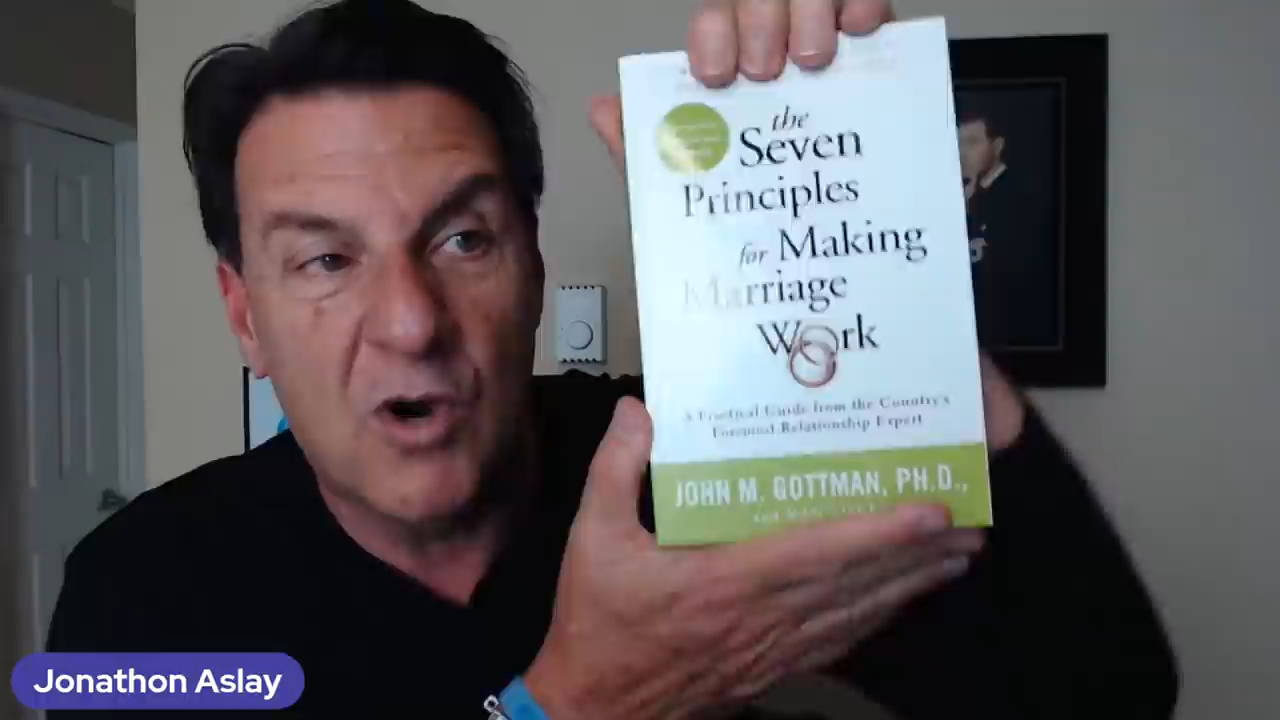 the
Seven
Principles
for Making
Marriage
Work
A Practical Guide from the Country's
Foremost Relationship Expert
JOHN M. GOTTMAN, PH.D.,
Jonathon Aslay